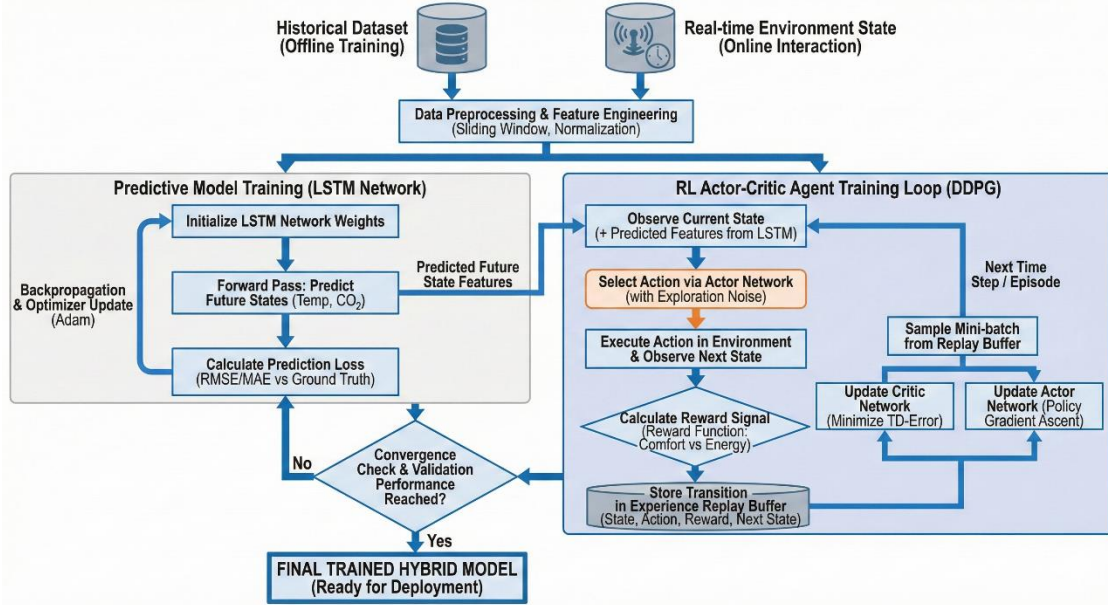 Historical Dataset
(Offline Training)
Real-time Environment State
(Online Interaction)
Data Preprocessing & Feature Engineering
(Sliding Window, Normalization)
Predictive Model Training (LSTM Network)
Initialize LSTM Network Weights
Backpropagation
& Optimizer Update
(Adam)
Forward Pass: Predict
Future States (Temp, CO₂)
Predicted Future
State Features
Calculate Prediction Loss
(RMSE/MAE vs Ground Truth)
RL Actor-Critic Agent Training Loop (DDPG)
Observe Current State
(+ Predicted Features from LSTM)
Select Action via Actor Network
(with Exploration Noise)
Execute Action in Environment
& Observe Next State
Calculate Reward Signal
(Reward Function:
Comfort vs Energy)
Store Transition
in Experience Replay Buffer
(State, Action, Reward, Next State)
Next Time
Step / Episode
Sample Mini-batch
from Replay Buffer
Update Critic
Network
(Minimize TD-Error)
Update Actor
Network (Policy
Gradient Ascent)
No
Convergence
Check & Validation
Performance
Reached?
Yes
FINAL TRAINED HYBRID MODEL
(Ready for Deployment)